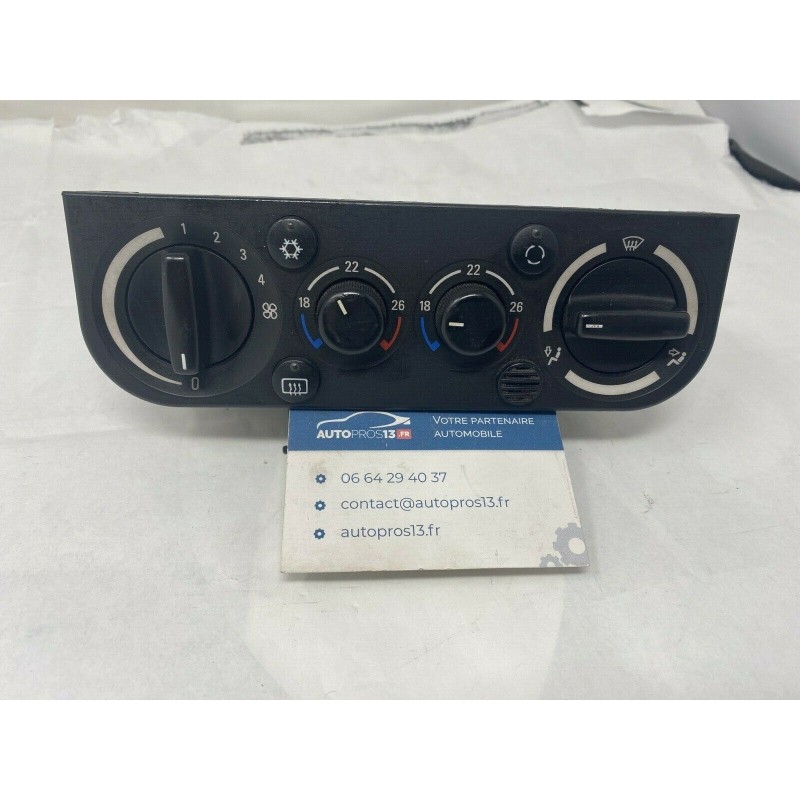 1
2
3
4
0
22
18
26
22
18
26
AUTOPROS13.FR
VOTRE PARTENAIRE
AUTOMOBILE
06 64 29 40 37
contact@autopros13.fr
autopros13.fr